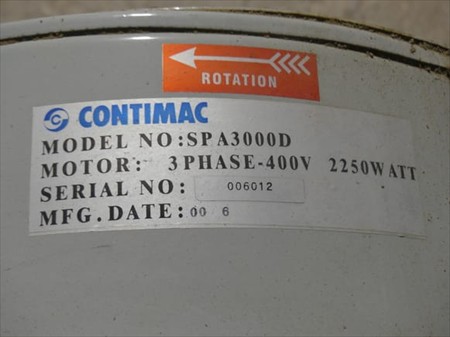 ROTATION
CONTIMAC
MODEL NO:SPA3000D
MOTOR: 3PHASE-400V 2250WATT
SERIAL NO: 006012
MFG.DATE: 00 6